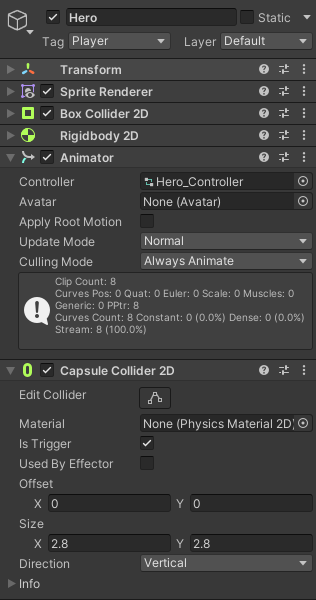 Hero
Static
Tag Player Layer Default
Transform
Sprite Renderer
Box Collider 2D
Rigidbody 2D
Animator
Controller Hero_Controller
Avatar None (Avatar)
Apply Root Motion
Update Mode Normal
Culling Mode Always Animate
Clip Count: 8
Curves Pos: 0 Quat: 0 Euler: 0 Scale: 0 Muscles: 0
Generic: 0 PPtr: 8
Curves Count: 8 Constant: 0 (0.0%) Dense: 0 (0.0%)
Stream: 8 (100.0%)
Capsule Collider 2D
Edit Collider
Material None (Physics Material 2D)
Is Trigger
Used By Effector
Offset
X 0 Y 0
Size
X 2.8 Y 2.8
Direction Vertical
Info